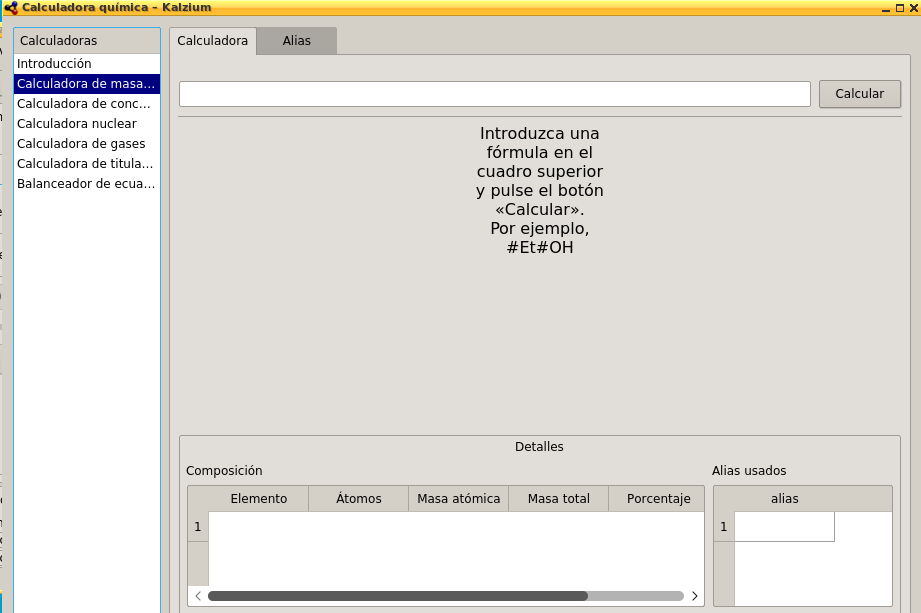 Calculadora química – Kalzium
Calculadoras
Introducción
Calculadora de masa...
Calculadora de conc...
Calculadora nuclear
Calculadora de gases
Calculadora de titula...
Balanceador de ecua...
Calculadora
Alias
Calcular
Introduzca una
fórmula en el
cuadro superior
y pulse el botón
«Calcular».
Por ejemplo,
#Et#OH
Detalles
Composición
Elemento Átomos Masa atómica Masa total Porcentaje
1
Alias usados
alias
1